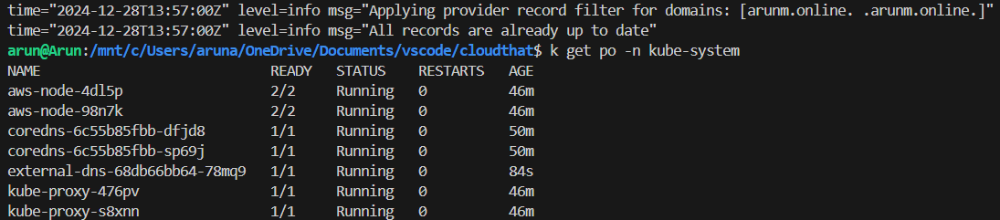 time="2024-12-28T13:57:00Z" level=info msg="Applying provider record filter for domains: [arunm.online. .arunm.online.]"
time="2024-12-28T13:57:00Z" level=info msg="All records are already up to date"
arun@Arun:/mnt/c/Users/aruna/OneDrive/Documents/vscode/cloudthat$ k get po -n kube-system
NAME READY STATUS RESTARTS AGE
aws-node-4dl5p 2/2 Running 0 46m
aws-node-98n7k 2/2 Running 0 46m
coredns-6c55b85fbb-dfjd8 1/1 Running 0 50m
coredns-6c55b85fbb-sp69j 1/1 Running 0 50m
external-dns-68db66bb64-78mq9 1/1 Running 0 84s
kube-proxy-476pv 1/1 Running 0 46m
kube-proxy-s8xnn 1/1 Running 0 46m